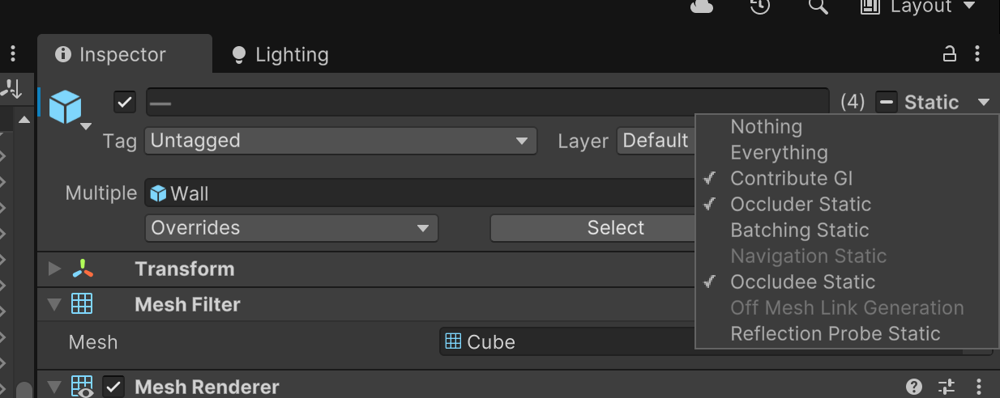 Layout
Inspector
Lighting
— (4) Static
Tag Untagged Layer Default
Nothing
Everything
Contribute GI
Occluder Static
Batching Static
Navigation Static
Occludee Static
Off Mesh Link Generation
Reflection Probe Static
Multiple Wall
Overrides Select
Transform
Mesh Filter
Mesh Cube
Mesh Renderer